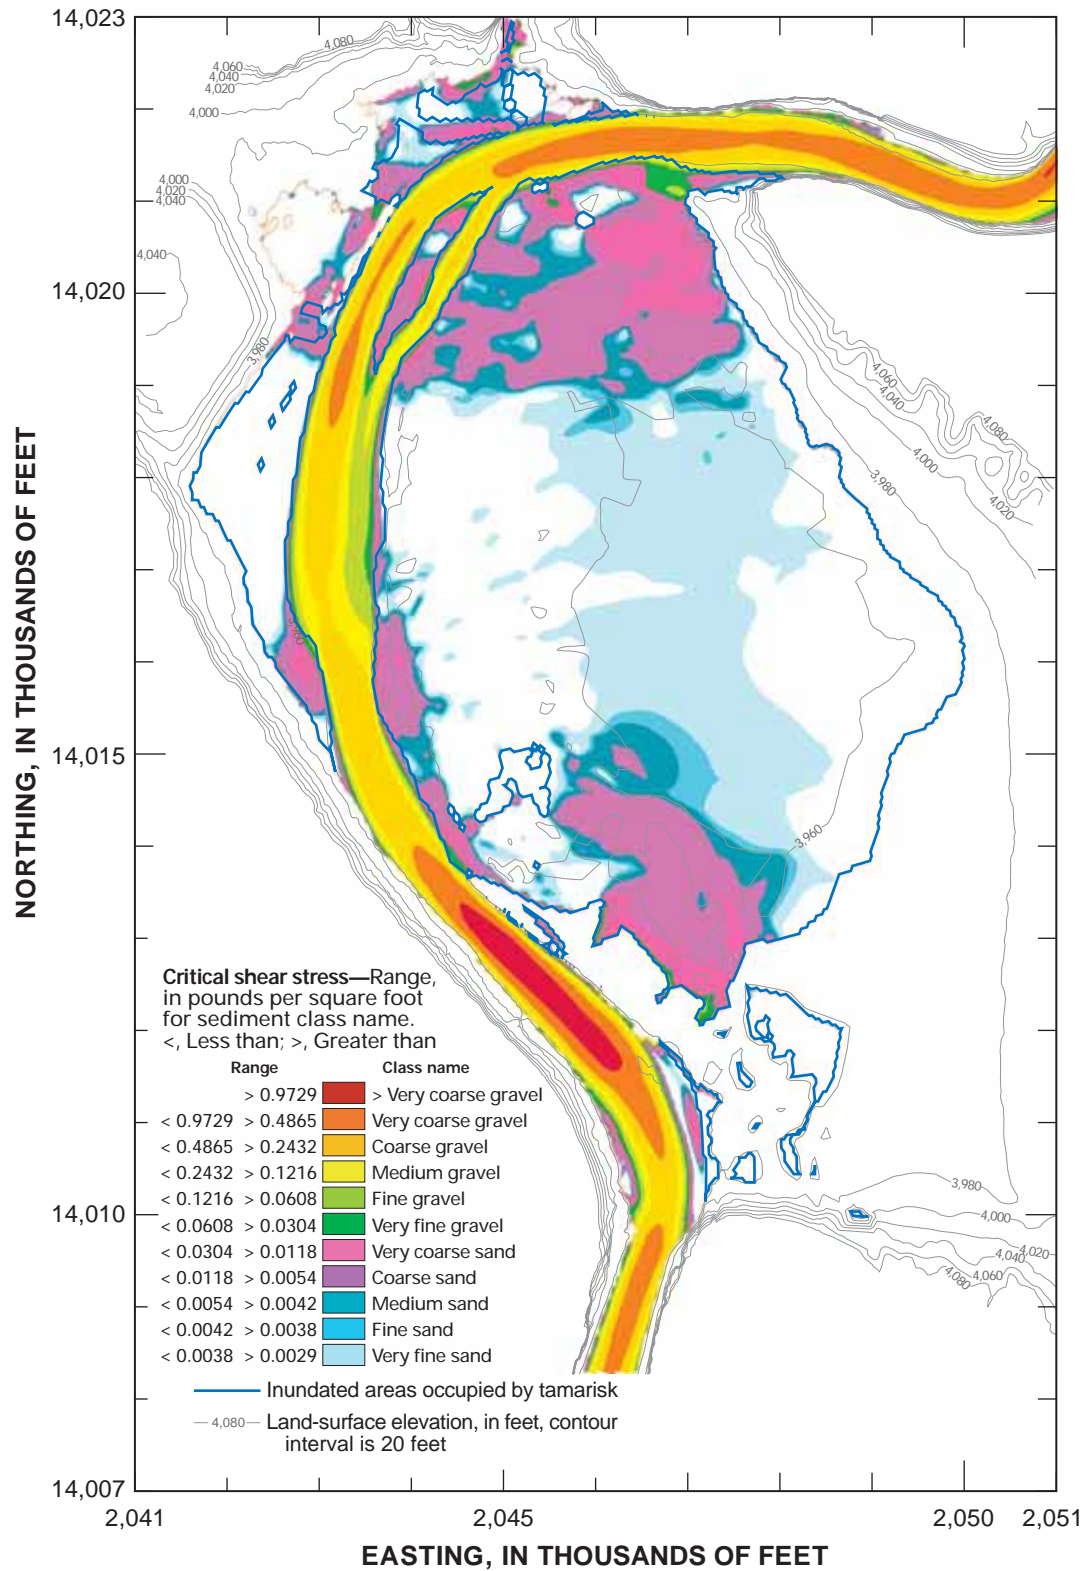 14,023
14,020
14,015
14,010
14,007
NORTHING, IN THOUSANDS OF FEET
4,080
4,060
4,040
4,020
4,000
4,000
4,020
4,040
4,040
3,980
4,060
4,040
4,080
4,000
3,980
4,020
3,960
3,980
4,000
4,020
4,040
4,060
4,080
Critical shear stress—Range,
in pounds per square foot
for sediment class name.
<, Less than; >, Greater than
Range Class name
> 0.9729 > Very coarse gravel
< 0.9729 > 0.4865 Very coarse gravel
< 0.4865 > 0.2432 Coarse gravel
< 0.2432 > 0.1216 Medium gravel
< 0.1216 > 0.0608 Fine gravel
< 0.0608 > 0.0304 Very fine gravel
< 0.0304 > 0.0118 Very coarse sand
< 0.0118 > 0.0054 Coarse sand
< 0.0054 > 0.0042 Medium sand
< 0.0042 > 0.0038 Fine sand
< 0.0038 > 0.0029 Very fine sand
Inundated areas occupied by tamarisk
4,080 Land-surface elevation, in feet, contour
interval is 20 feet
2,041 2,045 2,050 2,051
EASTING, IN THOUSANDS OF FEET